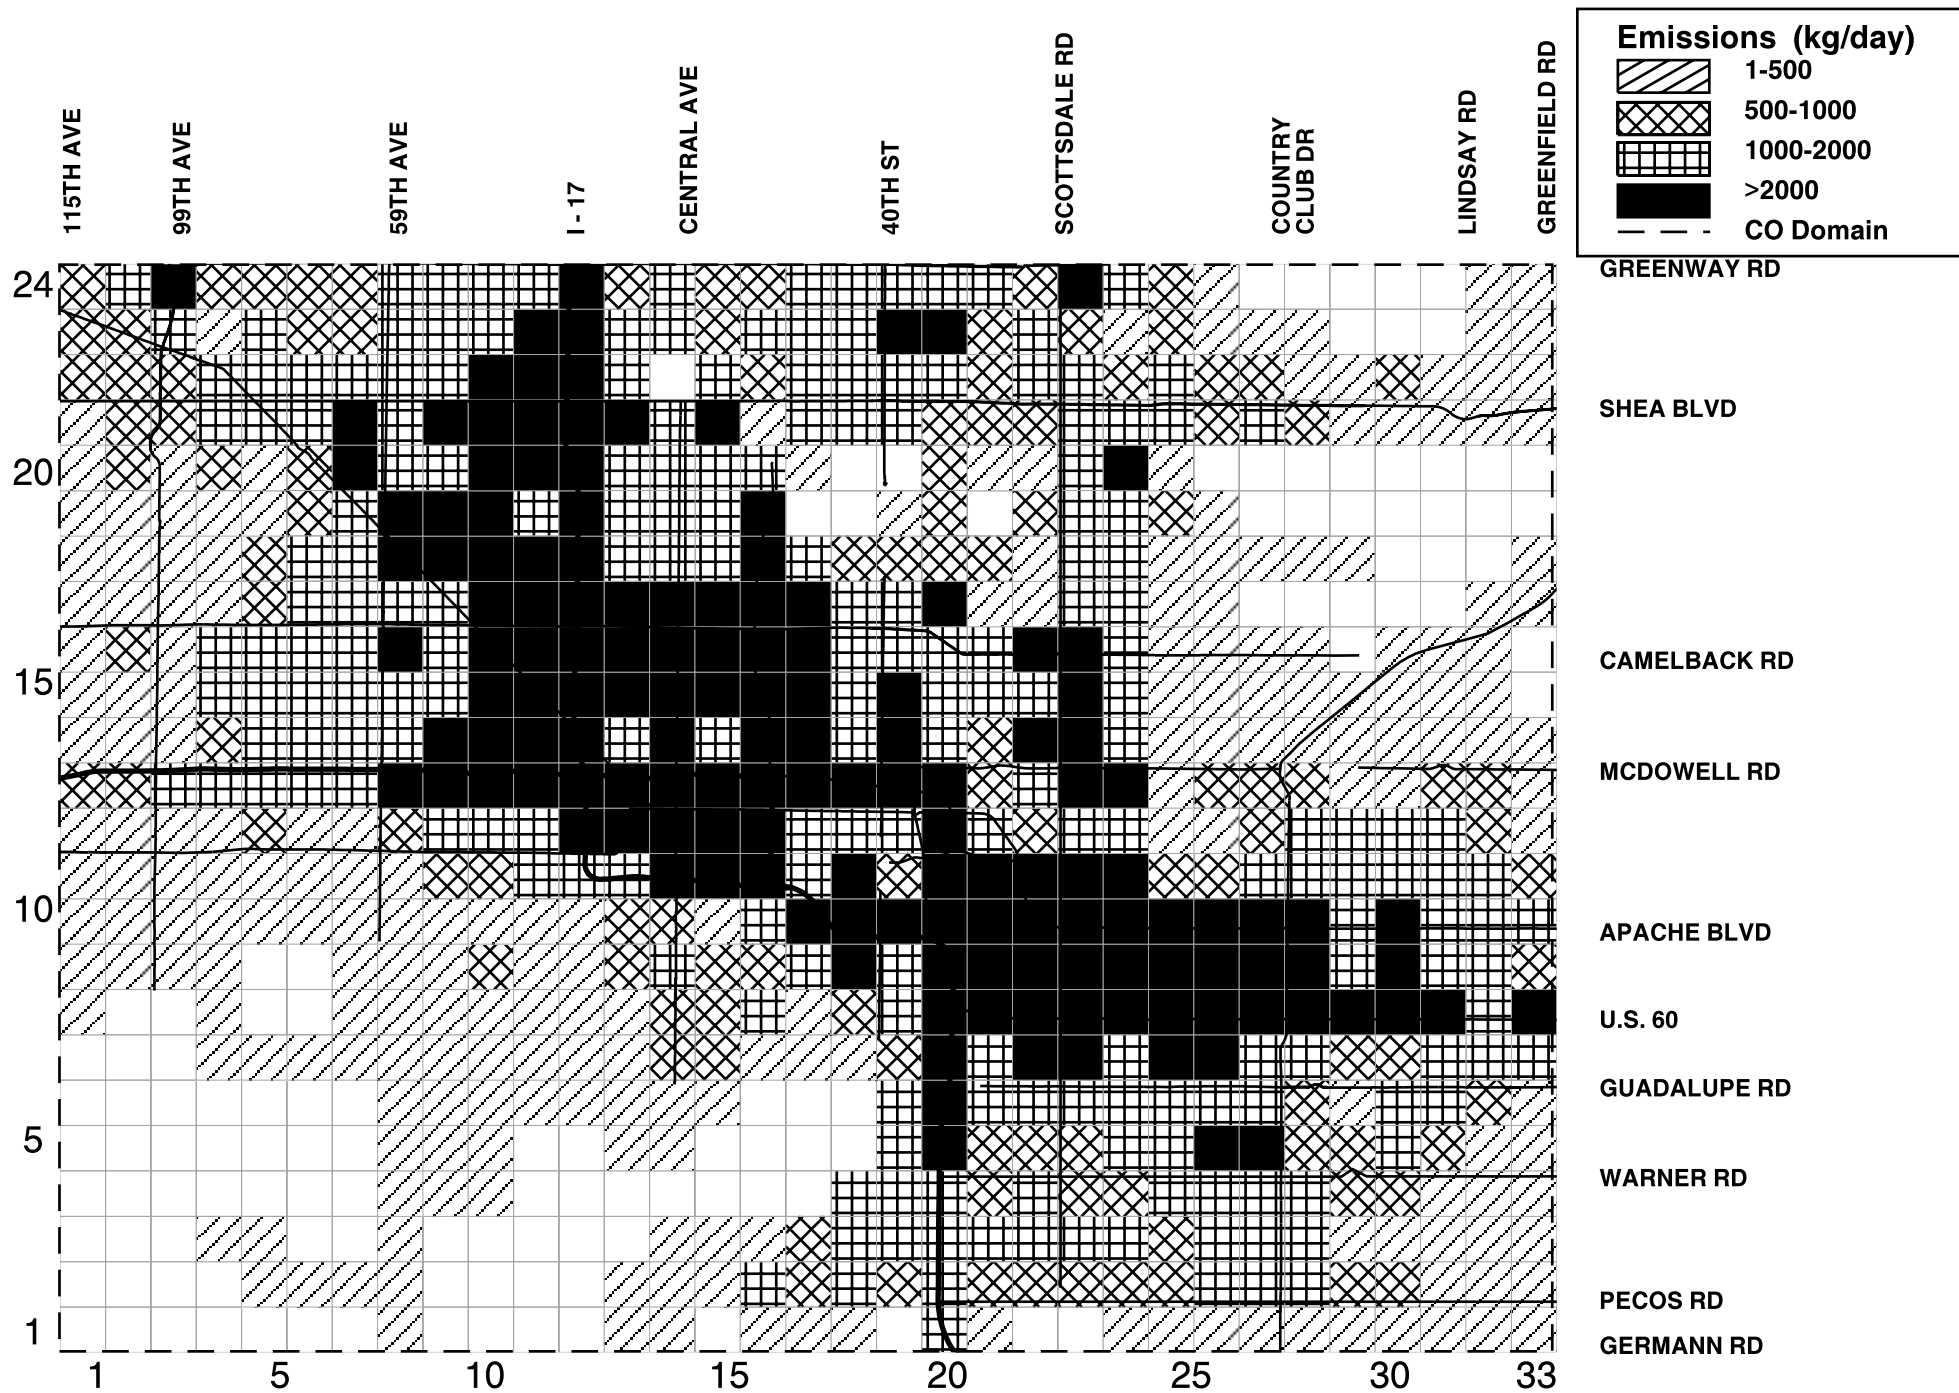 Emissions (kg/day)
1-500
500-1000
1000-2000
>2000
CO Domain
115TH AVE
99TH AVE
59TH AVE
I - 17
CENTRAL AVE
40TH ST
SCOTTSDALE RD
COUNTRY
CLUB DR
LINDSAY RD
GREENFIELD RD
24
20
15
10
5
1
GREENWAY RD
SHEA BLVD
CAMELBACK RD
MCDOWELL RD
APACHE BLVD
U.S. 60
GUADALUPE RD
WARNER RD
PECOS RD
GERMANN RD
1 5 10 15 20 25 30 33